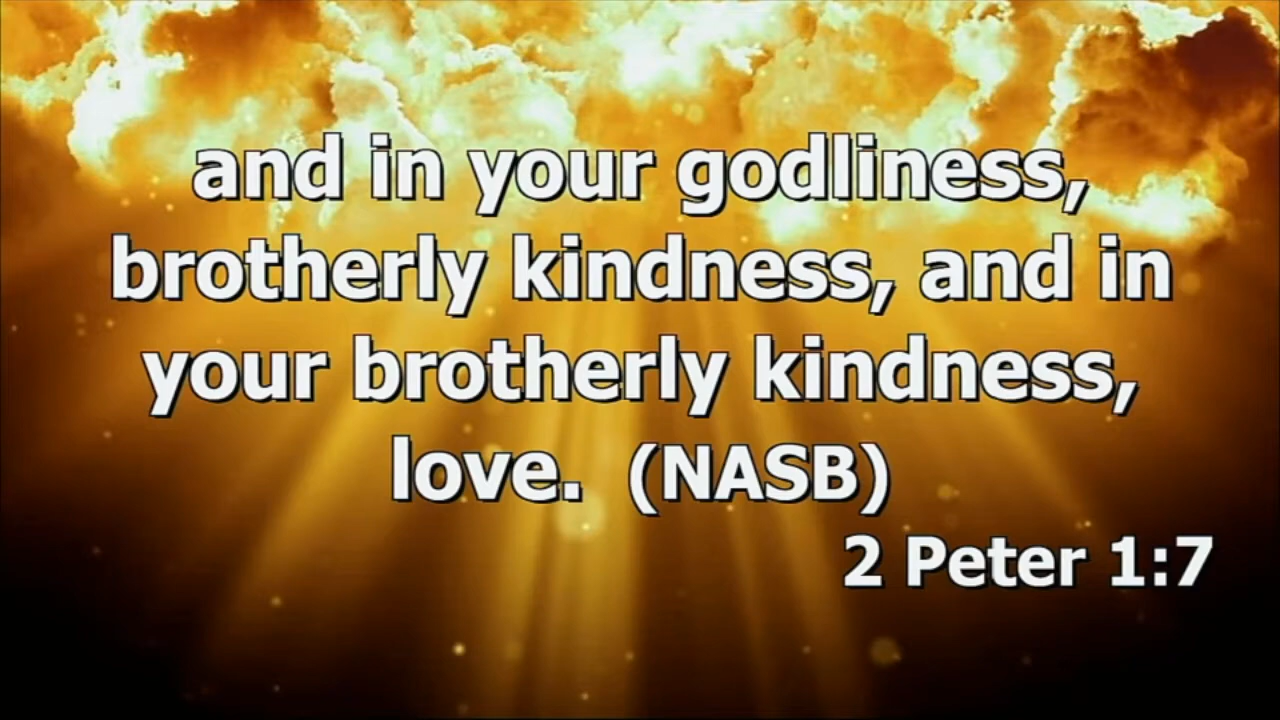 and in your godliness,
brotherly kindness, and in
your brotherly kindness,
love. (NASB)
2 Peter 1:7